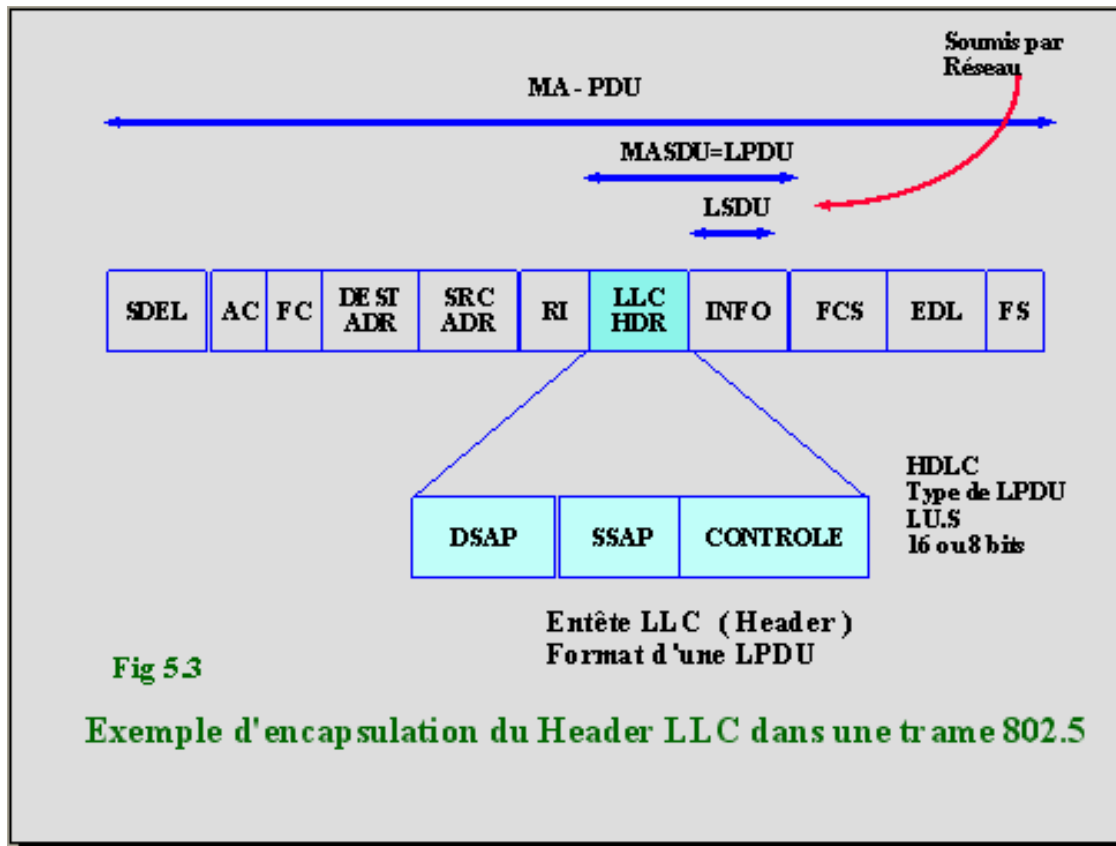 Soumis par
Réseau
MA - PDU
MASDU=LPDU
LSDU
SDEL AC FC DEST ADR SRC ADR RI LLC HDR INFO FCS EDL FS
DSAP SSAP CONTROLE
HDLC
Type de LPDU
I.U.S
16 ou 8 bits
Entête LLC ( Header )
Format d'une LPDU
Fig 5.3
Exemple d'encapsulation du Header LLC dans une trame 802.5